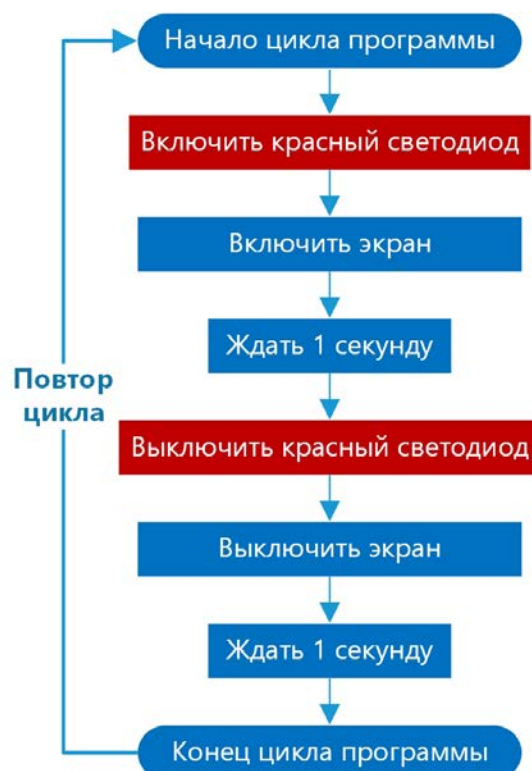 Начало цикла программы
Включить красный светодиод
Включить экран
Ждать 1 секунду
Повтор
цикла
Выключить красный светодиод
Выключить экран
Ждать 1 секунду
Конец цикла программы